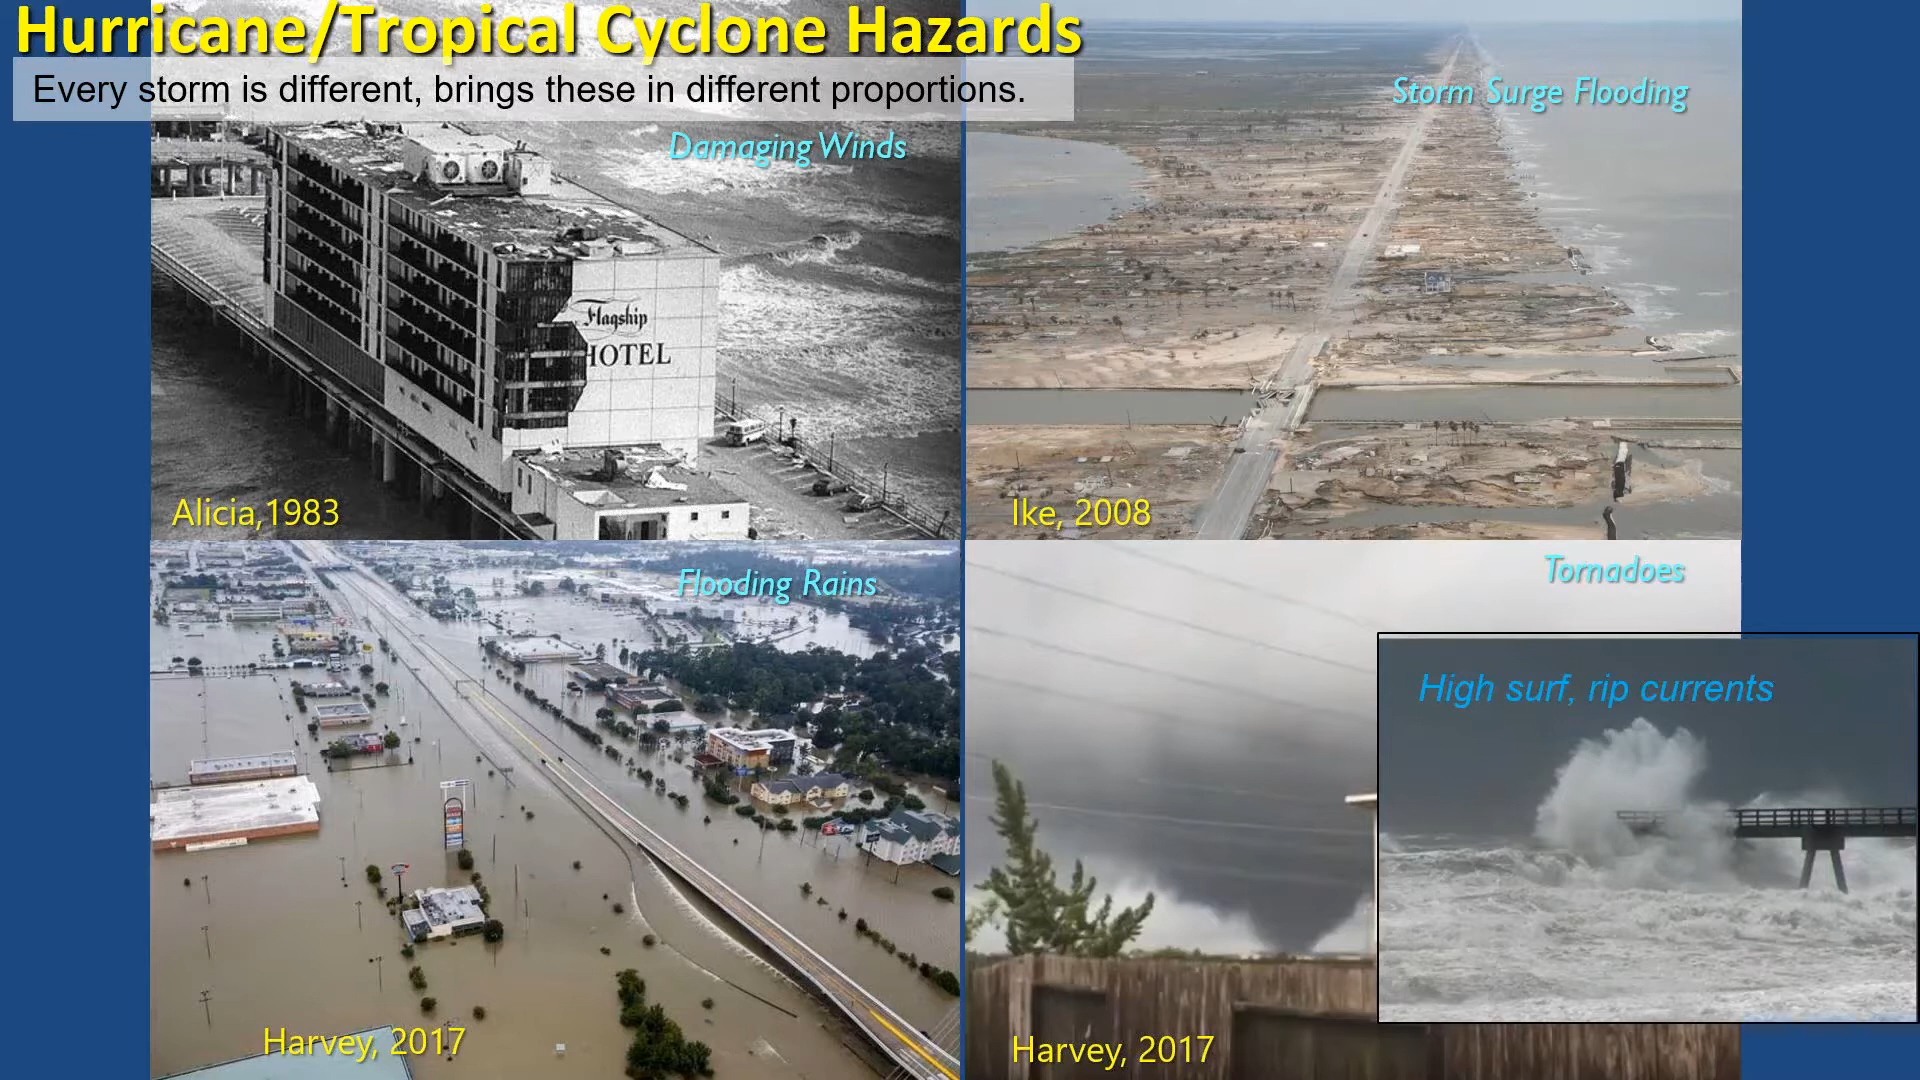 Hurricane/Tropical Cyclone Hazards
Every storm is different, brings these in different proportions.
Damaging Winds
Storm Surge Flooding
Flagship
HOTEL
Alicia,1983
Ike, 2008
Flooding Rains
Tornadoes
High surf, rip currents
Harvey, 2017
Harvey, 2017